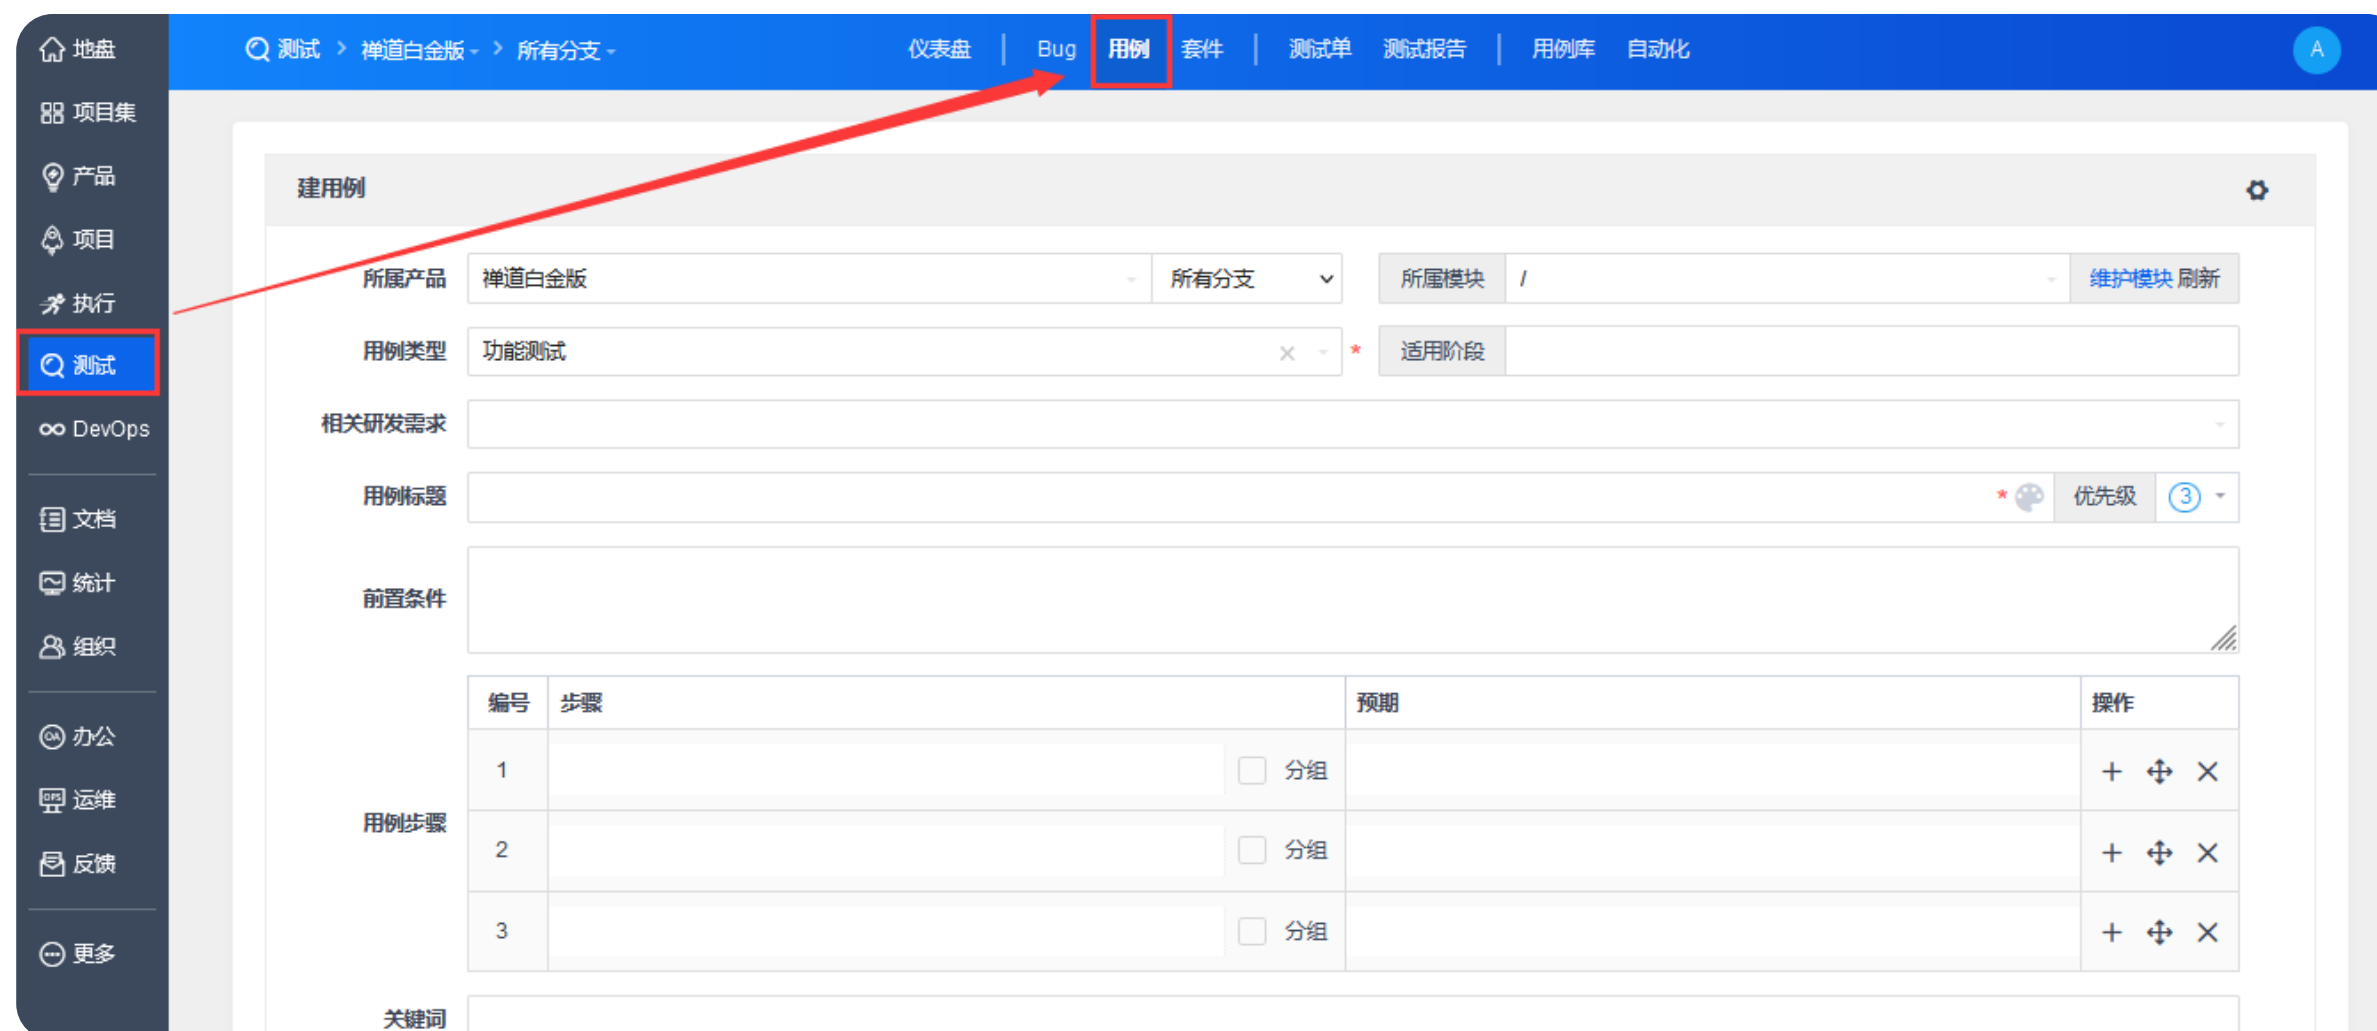 地盘
项目集
产品
项目
执行
测试
DevOps
文档
统计
组织
OA 办公
OPS 运维
反馈
更多
测试 > 禅道白金版 > 所有分支
仪表盘 | Bug 用例 套件 | 测试单 测试报告 | 用例库 自动化
A
建用例
所属产品 禅道白金版 所有分支 所属模块 / 维护模块 刷新
用例类型 功能测试 × * 适用阶段
相关研发需求
用例标题 * 优先级 3
前置条件
编号 步骤 预期 操作
1 分组
用例步骤
2 分组
3 分组
关键词